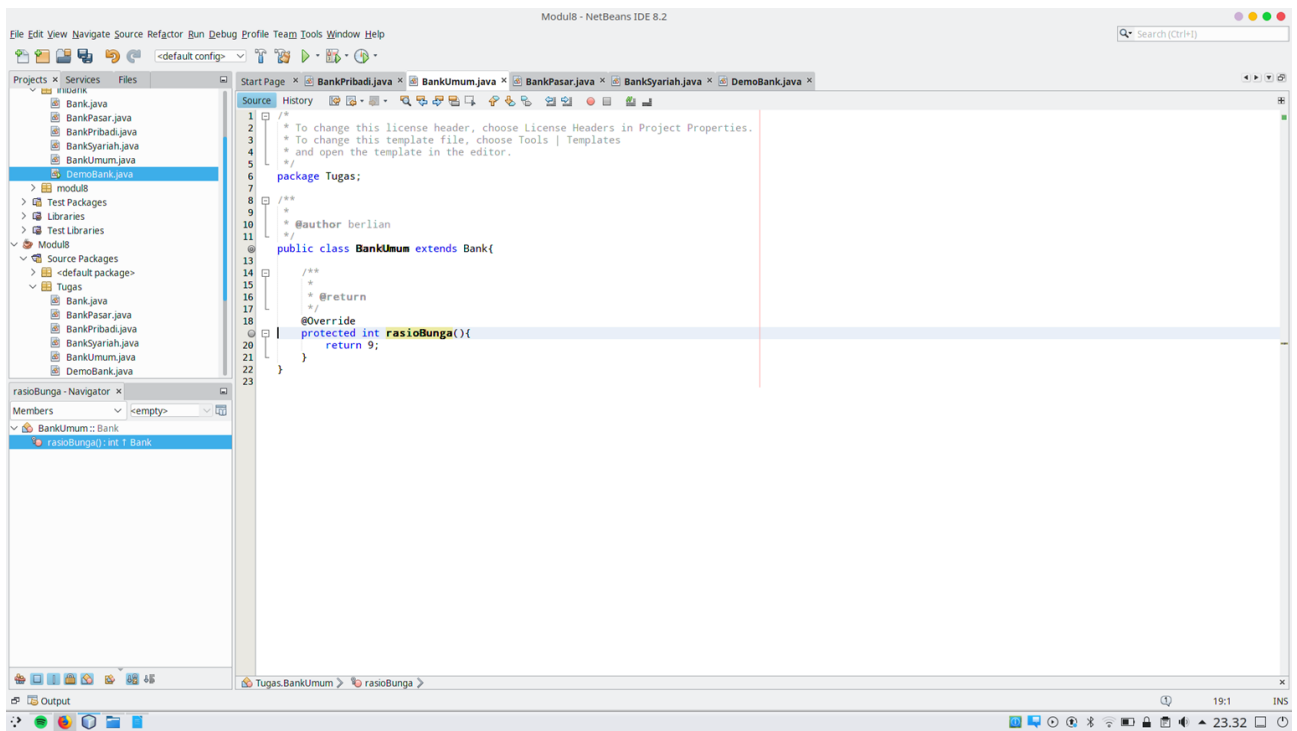 Modul8 - NetBeans IDE 8.2
File Edit View Navigate Source Refactor Run Debug Profile Team Tools Window Help
Search (Ctrl+I)
<default config>
Projects × Services Files
Start Page × BankPribadi.java × BankUmum.java × BankPasar.java × BankSyariah.java × DemoBank.java ×
Source History
inibank
Bank.java
BankPasar.java
BankPribadi.java
BankSyariah.java
BankUmum.java
DemoBank.java
modul8
Test Packages
Libraries
Test Libraries
Modul8
Source Packages
<default package>
Tugas
Bank.java
BankPasar.java
BankPribadi.java
BankSyariah.java
BankUmum.java
DemoBank.java
rasioBunga - Navigator ×
Members <empty>
BankUmum :: Bank
rasioBunga() : int ↑ Bank
1 /*
2 * To change this license header, choose License Headers in Project Properties.
3 * To change this template file, choose Tools | Templates
4 * and open the template in the editor.
5 */
6 package Tugas;
7
8 /**
9 *
10 * @author berlian
11 */
public class BankUmum extends Bank{
13
14 /**
15 *
16 * @return
17 */
18 @Override
protected int rasioBunga(){
20 return 9;
21 }
22 }
23
Tugas.BankUmum rasioBunga
Output
1 19:1 INS
23.32